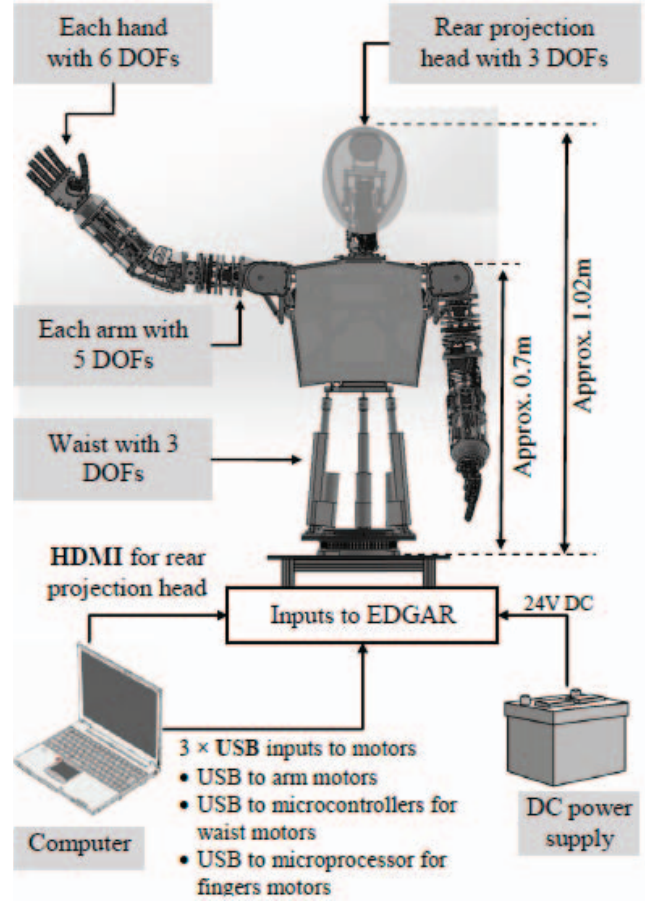 Each hand
with 6 DOFs
Rear projection
head with 3 DOFs
Each arm with
5 DOFs
Approx. 0.7m
Approx. 1.02m
Waist with 3
DOFs
HDMI for rear
projection head
Inputs to EDGAR
24V DC
3 × USB inputs to motors
• USB to arm motors
• USB to microcontrollers for
waist motors
• USB to microprocessor for
fingers motors
Computer
DC power
supply